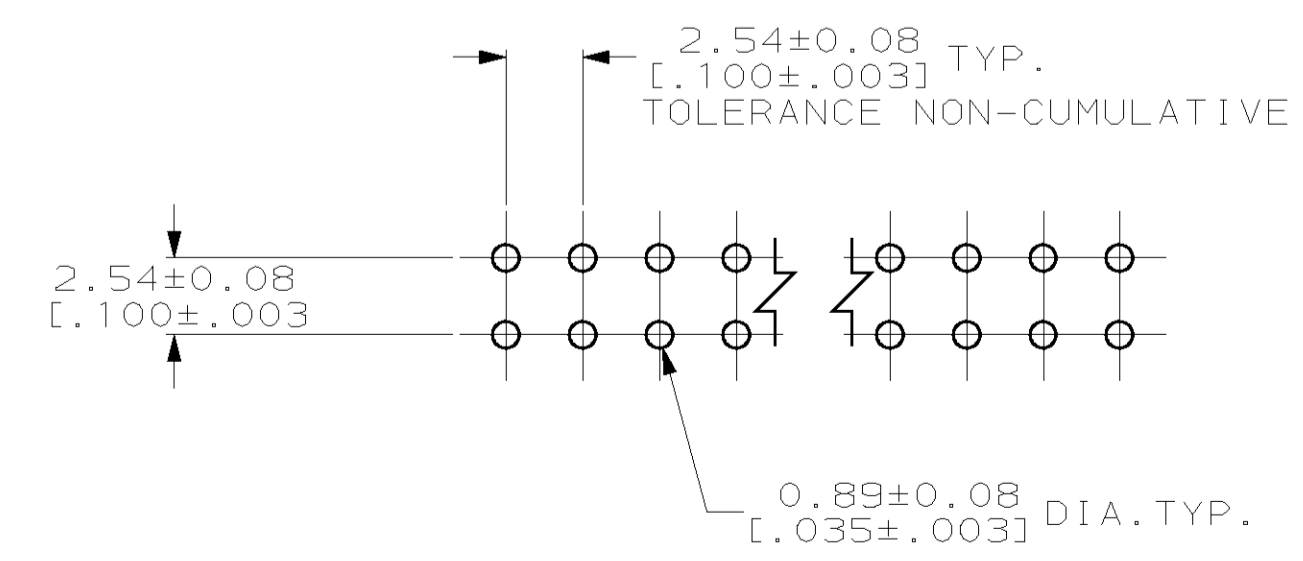 2.54±0.08
[.100±.003] TYP.
TOLERANCE NON-CUMULATIVE
2.54±0.08
[.100±.003
0.89±0.08
[.035±.003] DIA.TYP.